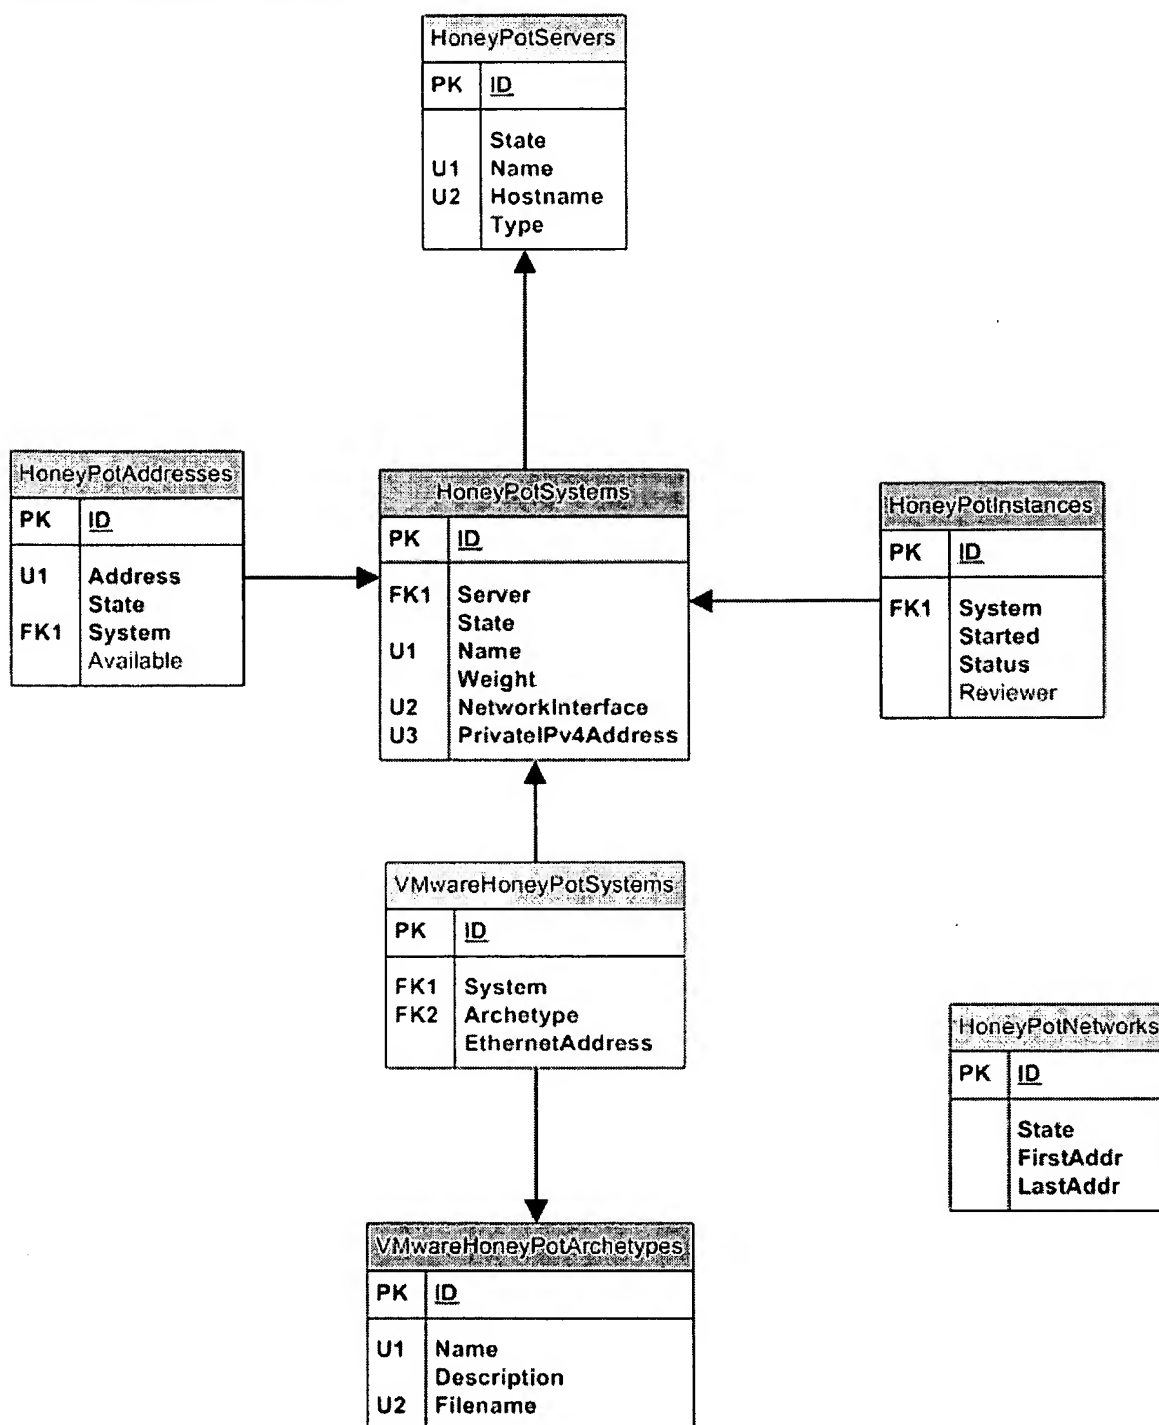 HoneyPotServers
PK ID
State
U1 Name
U2 Hostname
Type
HoneyPotAddresses
PK ID
U1 Address
State
FK1 System
Available
HoneyPotSystems
PK ID
FK1 Server
State
U1 Name
Weight
U2 NetworkInterface
U3 PrivateIPv4Address
HoneyPotInstances
PK ID
FK1 System
Started
Status
Reviewer
VMwareHoneyPotSystems
PK ID
FK1 System
FK2 Archetype
EthernetAddress
HoneyPotNetworks
PK ID
State
FirstAddr
LastAddr
VMwareHoneyPotArchetypes
PK ID
U1 Name
Description
U2 Filename